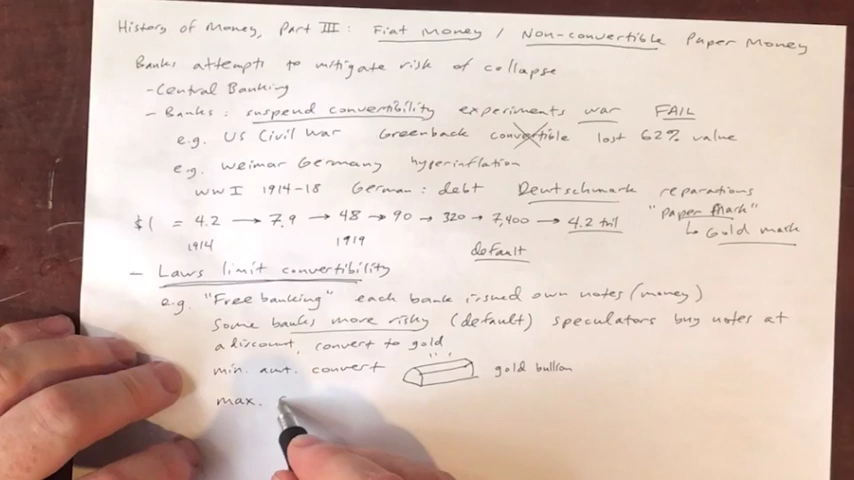 History of Money, Part III: Fiat Money / Non-convertible Paper Money
Banks attempts to mitigate risk of collapse
- Central Banking
- Banks: suspend convertibility experiments war FAIL
e.g. US Civil War Greenback convertible lost 62% value
e.g. Weimar Germany hyperinflation
WWI 1914-18 German: debt Deutschmark reparations
"Paper Mark"
$1 = 4.2 → 7.9 → 48 → 90 → 320 → 7,400 → 4.2 tril
↳ Gold mark
1914 1919 default
- Laws limit convertibility
e.g. "Free banking" each bank issued own notes (money)
Some banks more risky (default) speculators buy notes at
a discount, convert to gold
min. amt. convert gold bullion
max.